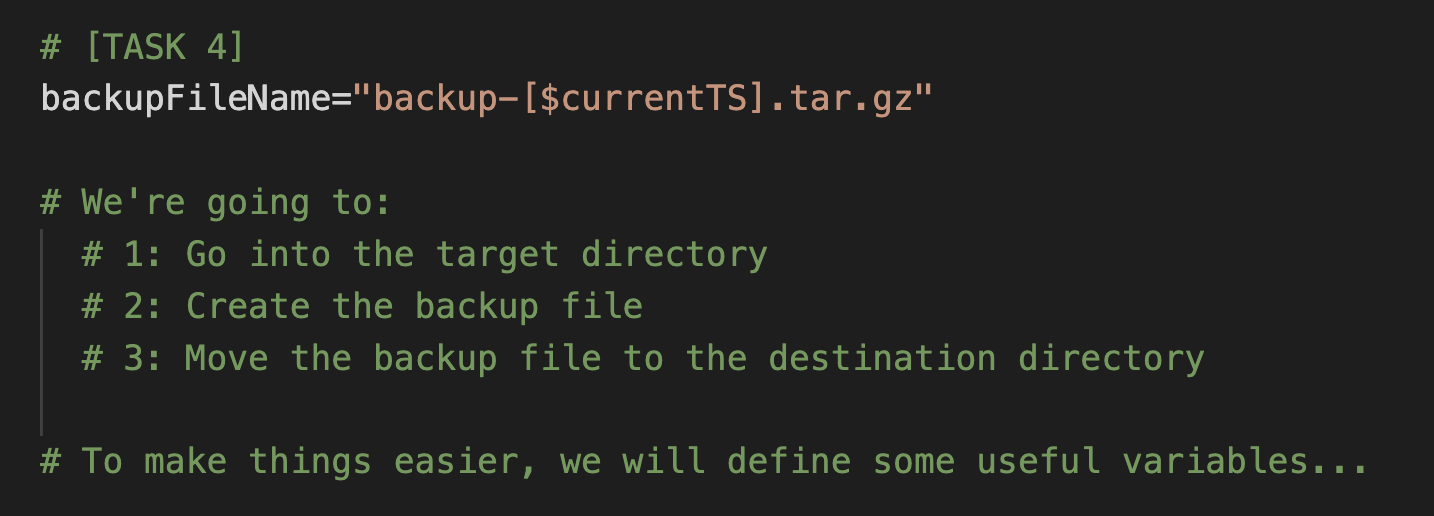 # [TASK 4]
backupFileName="backup-[$currentTS].tar.gz"
# We're going to:
# 1: Go into the target directory
# 2: Create the backup file
# 3: Move the backup file to the destination directory
# To make things easier, we will define some useful variables...